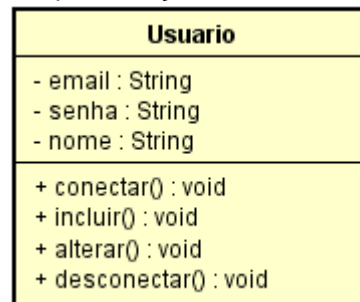 Usuario
- email : String
- senha : String
- nome : String
+ conectar() : void
+ incluir() : void
+ alterar() : void
+ desconectar() : void